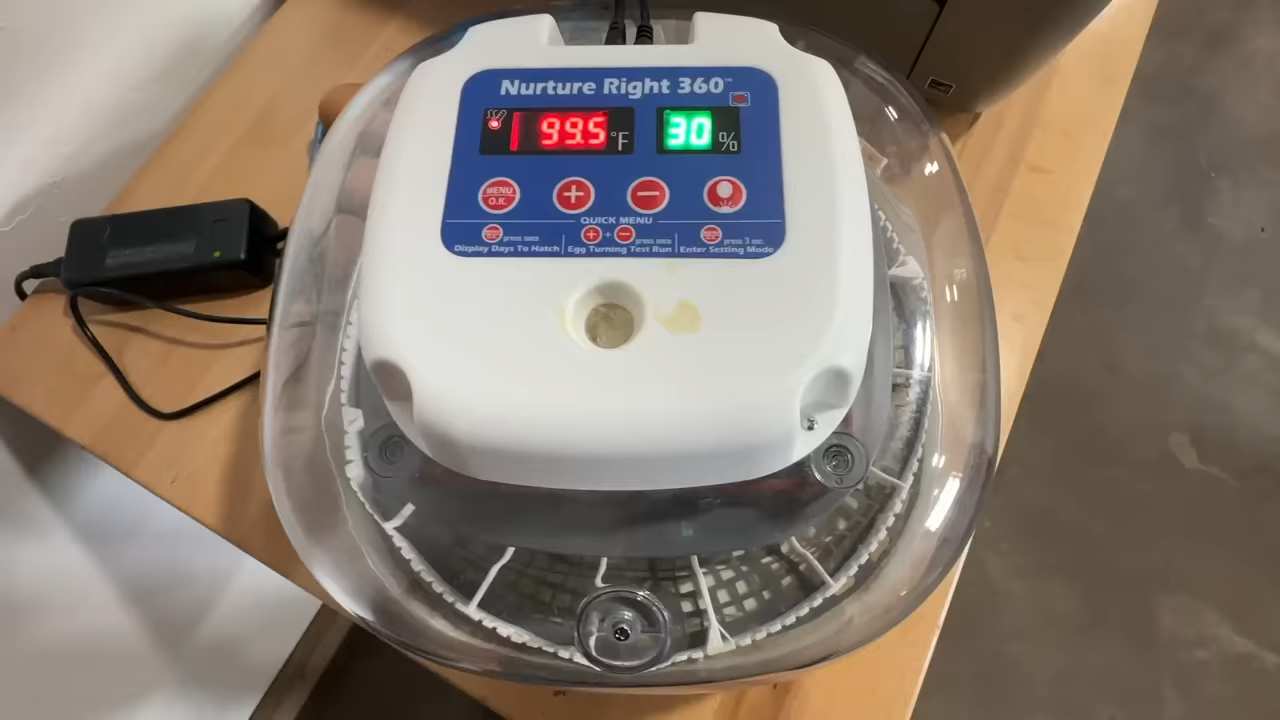 Nurture Right 360™
99.5 °F 30 %
MENU O.K. + −
QUICK MENU
press once + press once press 3 sec.
Display Days To Hatch Egg Turning Test Run Enter Setting Mode